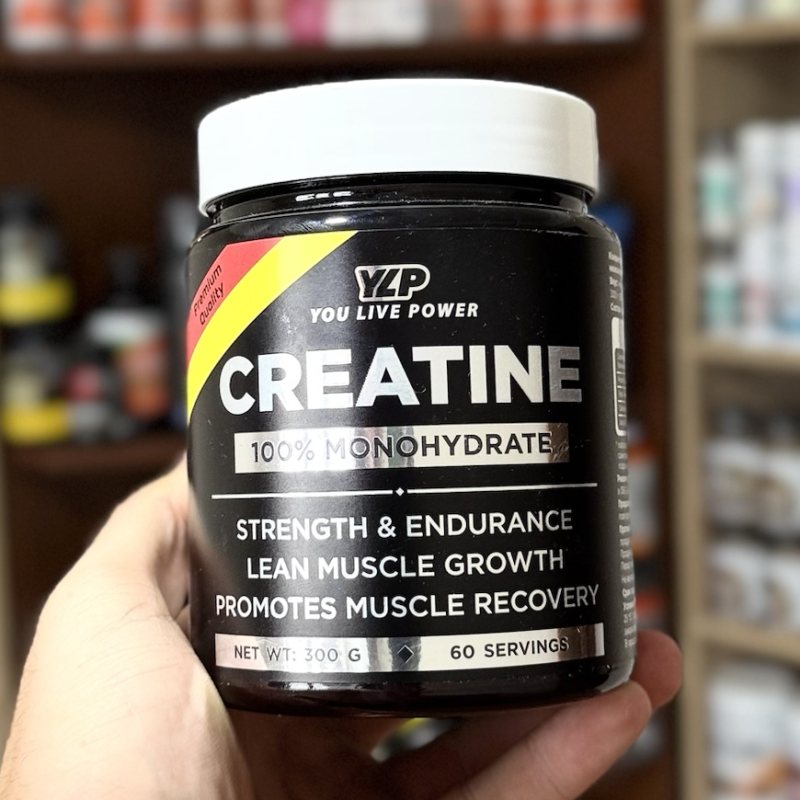 Premium
Quality
YLP
YOU LIVE POWER
CREATINE
100% MONOHYDRATE
STRENGTH & ENDURANCE
LEAN MUSCLE GROWTH
PROMOTES MUSCLE RECOVERY
NET WT: 300 G
60 SERVINGS